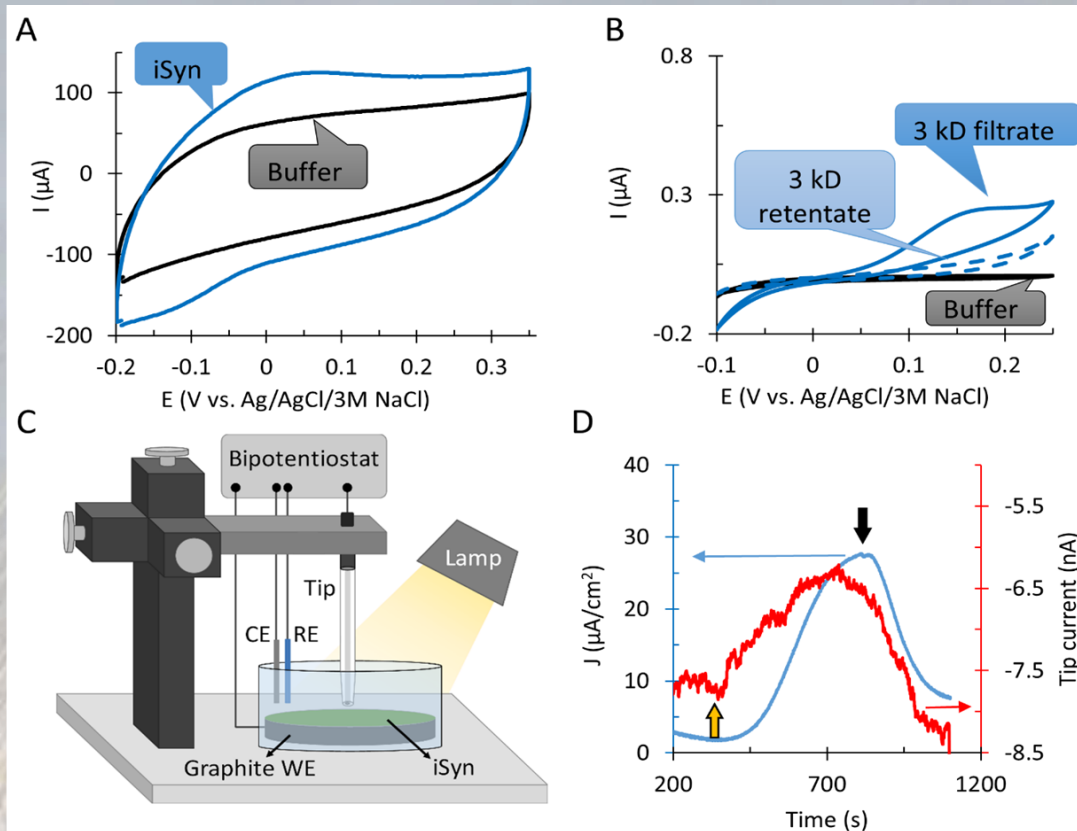 A
iSyn
Buffer
100
0
-100
-200
I (µA)
-0.2 -0.1 0 0.1 0.2 0.3
E (V vs. Ag/AgCl/3M NaCl)
B
0.8
0.3
-0.2
I (µA)
3 kD filtrate
3 kD
retentate
Buffer
-0.1 0 0.1 0.2
E (V vs. Ag/AgCl/3M NaCl)
C
Bipotentiostat
Lamp
Tip
CE RE
Graphite WE
iSyn
D
40
30
20
10
0
J (µA/cm²)
-5.5
-6.5
-7.5
-8.5
Tip current (nA)
200 700 1200
Time (s)